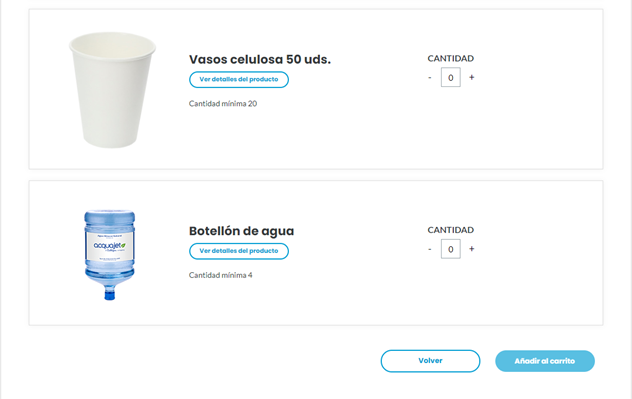 Vasos celulosa 50 uds.
CANTIDAD
Ver detalles del producto
- 0 +
Cantidad mínima 20
acquajet
Botellón de agua
CANTIDAD
Ver detalles del producto
- 0 +
Cantidad mínima 4
Volver
Añadir al carrito